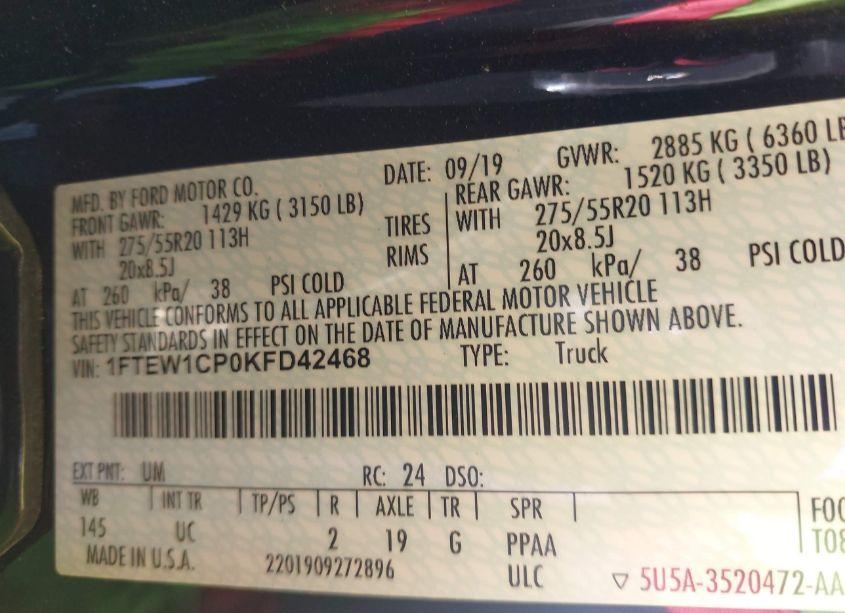 MFD. BY FORD MOTOR CO. DATE: 09/19 GVWR: 2885 KG ( 6360 LB
FRONT GAWR: 1429 KG ( 3150 LB) REAR GAWR: 1520 KG ( 3350 LB)
WITH 275/55R20 113H TIRES WITH 275/55R20 113H
20x8.5J RIMS 20x8.5J
AT 260 kPa/ 38 PSI COLD AT 260 kPa/ 38 PSI COLD
THIS VEHICLE CONFORMS TO ALL APPLICABLE FEDERAL MOTOR VEHICLE
SAFETY STANDARDS IN EFFECT ON THE DATE OF MANUFACTURE SHOWN ABOVE.
VIN: 1FTEW1CP0KFD42468 TYPE: Truck
EXT PNT: UM RC: 24 DSO:
WB INT TR TP/PS R AXLE TR SPR
145 UC 2 19 G PPAA
MADE IN U.S.A. 2201909272896 ULC ▽ 5U5A-3520472-AA
FOC
TO8